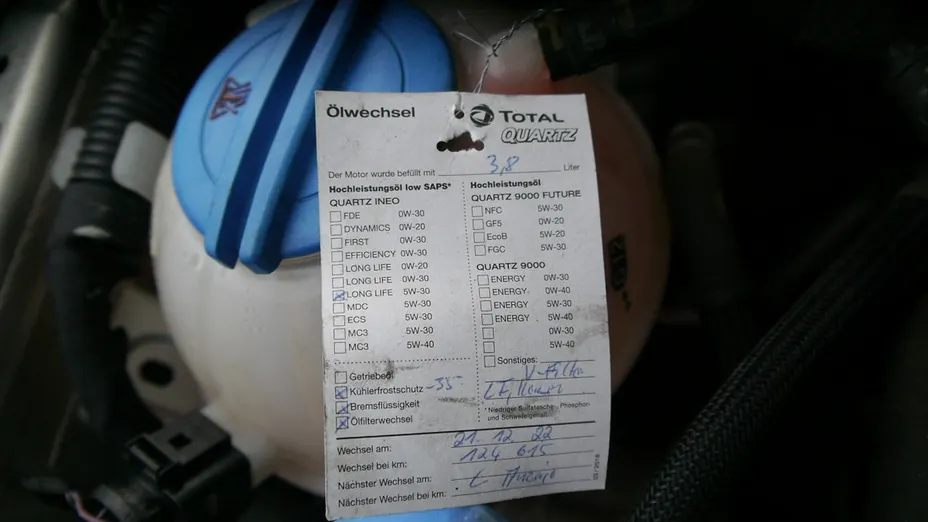 Ölwechsel
TOTAL
QUARTZ
Der Motor wurde befüllt mit 3,8 Liter
Hochleistungsöl low SAPS*
QUARTZ INEO
FDE 0W-30
DYNAMICS 0W-20
FIRST 0W-30
EFFICIENCY 0W-30
LONG LIFE 0W-20
LONG LIFE 0W-30
LONG LIFE 5W-30
MDC 5W-30
ECS 5W-30
MC3 5W-30
MC3 5W-40
Hochleistungsöl
QUARTZ 9000 FUTURE
NFC 5W-30
GF5 0W-20
EcoB 5W-20
FGC 5W-30
QUARTZ 9000
ENERGY 0W-30
ENERGY 0W-40
ENERGY 5W-30
ENERGY 5W-40
0W-30
5W-40
Sonstiges:
*Niedriger Sulfatasche-, Phosphor-
und Schwefelgehalt
Getriebeöl
Kühlerfrostschutz -35
Bremsflüssigkeit
Ölfilterwechsel
Wechsel am: 21. 12. 22
Wechsel bei km: 124 615
Nächster Wechsel am:
Nächster Wechsel bei km: